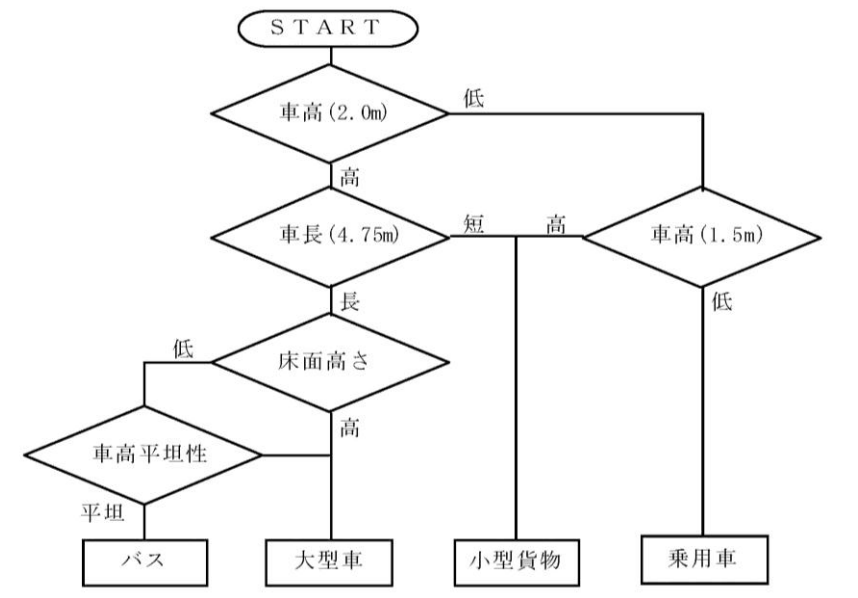 ＳＴＡＲＴ
車高(2.0m)
低
高
車長(4.75m)
短
高
車高(1.5m)
長
低
低
床面高さ
高
車高平坦性
平坦
バス
大型車
小型貨物
乗用車